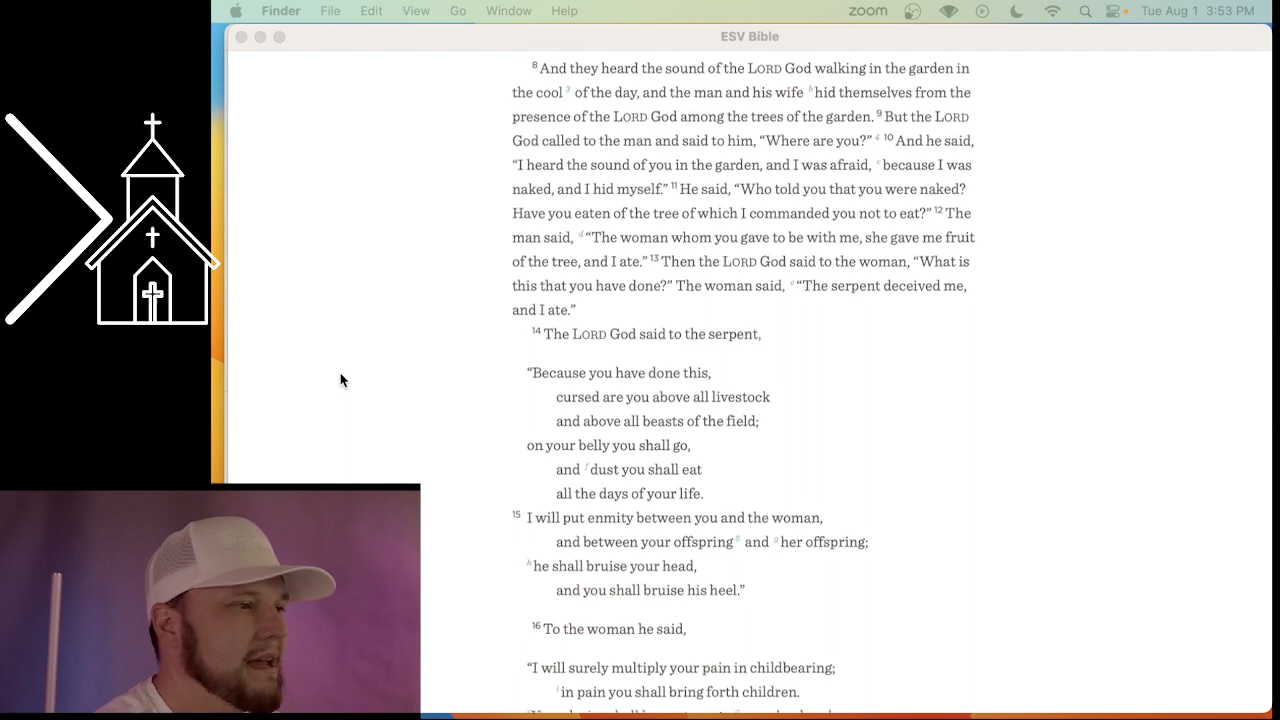 Finder File Edit View Go Window Help zoom Tue Aug 1 3:53 PM
ESV Bible
8 And they heard the sound of the LORD God walking in the garden in
the cool 3 of the day, and the man and his wife b hid themselves from the
presence of the LORD God among the trees of the garden. 9 But the LORD
God called to the man and said to him, “Where are you?” 4 10 And he said,
“I heard the sound of you in the garden, and I was afraid, c because I was
naked, and I hid myself.” 11 He said, “Who told you that you were naked?
Have you eaten of the tree of which I commanded you not to eat?” 12 The
man said, d “The woman whom you gave to be with me, she gave me fruit
of the tree, and I ate.” 13 Then the LORD God said to the woman, “What is
this that you have done?” The woman said, e “The serpent deceived me,
and I ate.”
14 The LORD God said to the serpent,
“Because you have done this,
cursed are you above all livestock
and above all beasts of the field;
on your belly you shall go,
and f dust you shall eat
all the days of your life.
15 I will put enmity between you and the woman,
and between your offspring 5 and g her offspring;
h he shall bruise your head,
and you shall bruise his heel.”
16 To the woman he said,
“I will surely multiply your pain in childbearing;
i in pain you shall bring forth children.